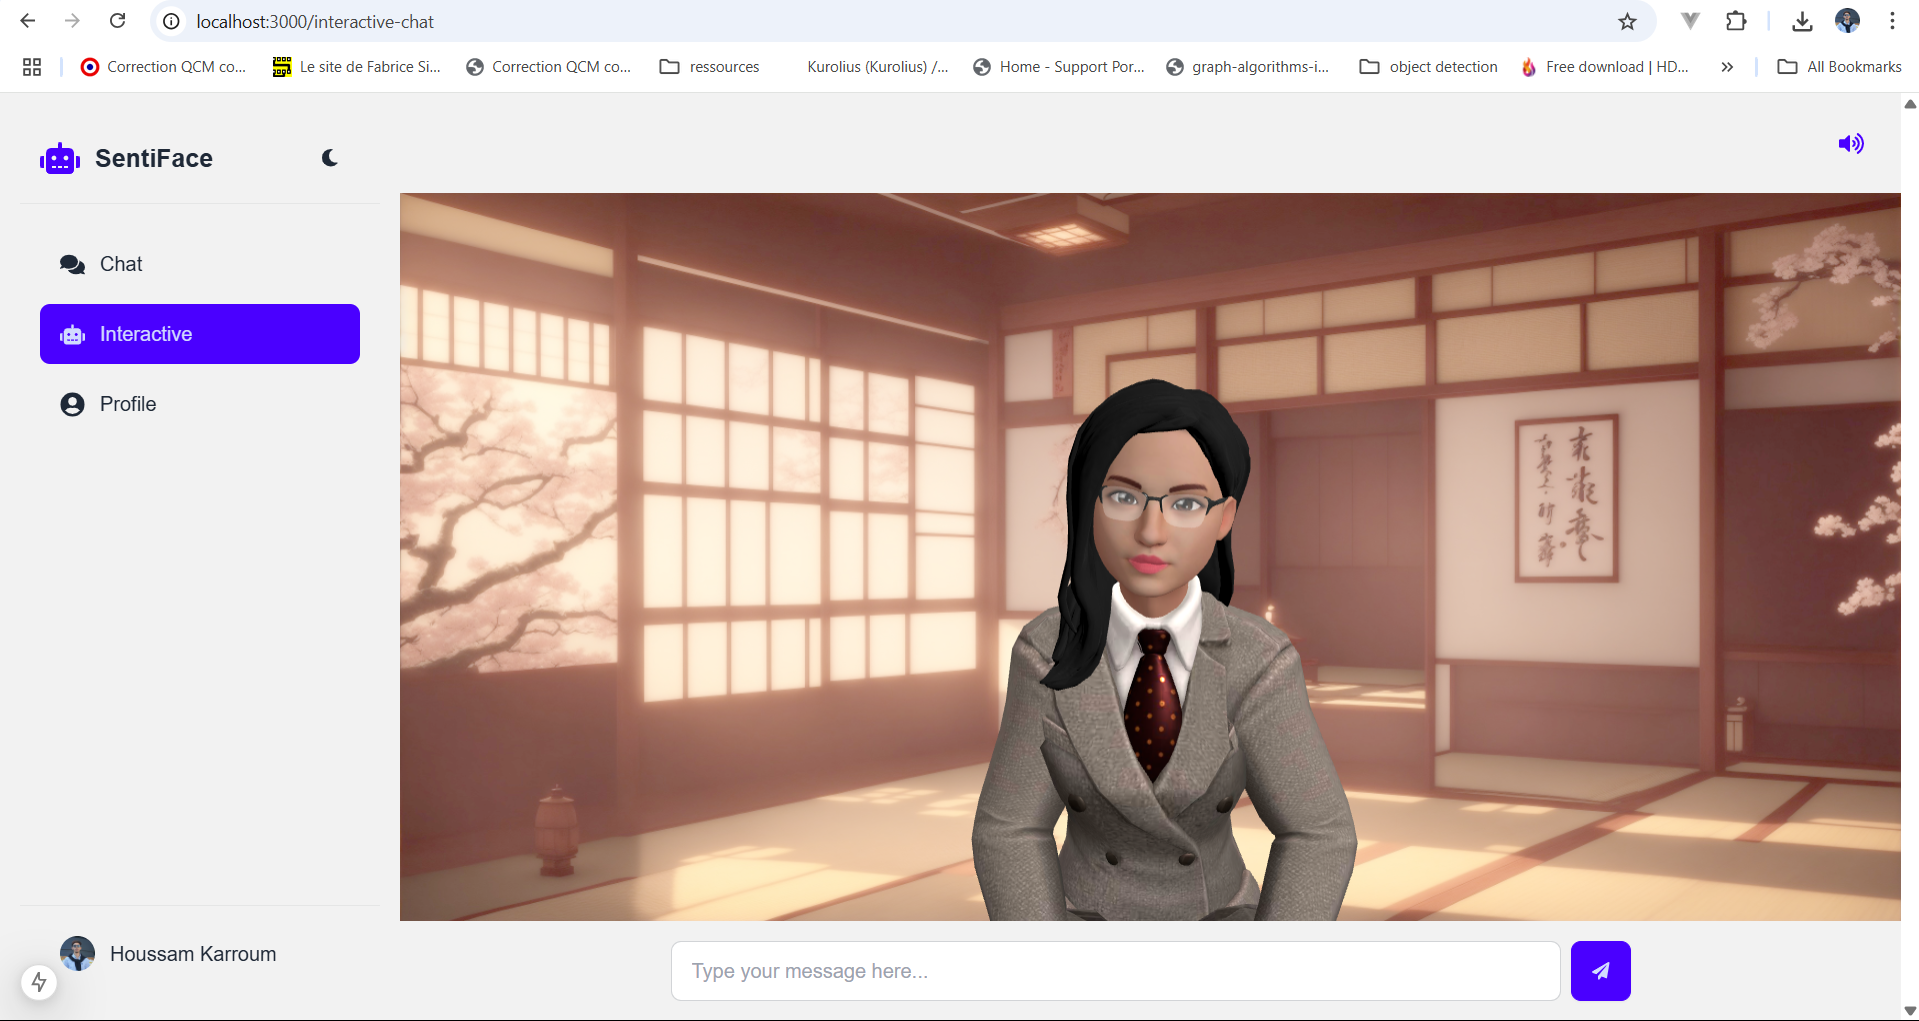 localhost:3000/interactive-chat
Correction QCM co...
Le site de Fabrice Si...
Correction QCM co...
ressources
Kurolius (Kurolius) /...
Home - Support Por...
graph-algorithms-i...
object detection
Free download | HD...
All Bookmarks
SentiFace
Chat
Interactive
Profile
Houssam Karroum
Type your message here...